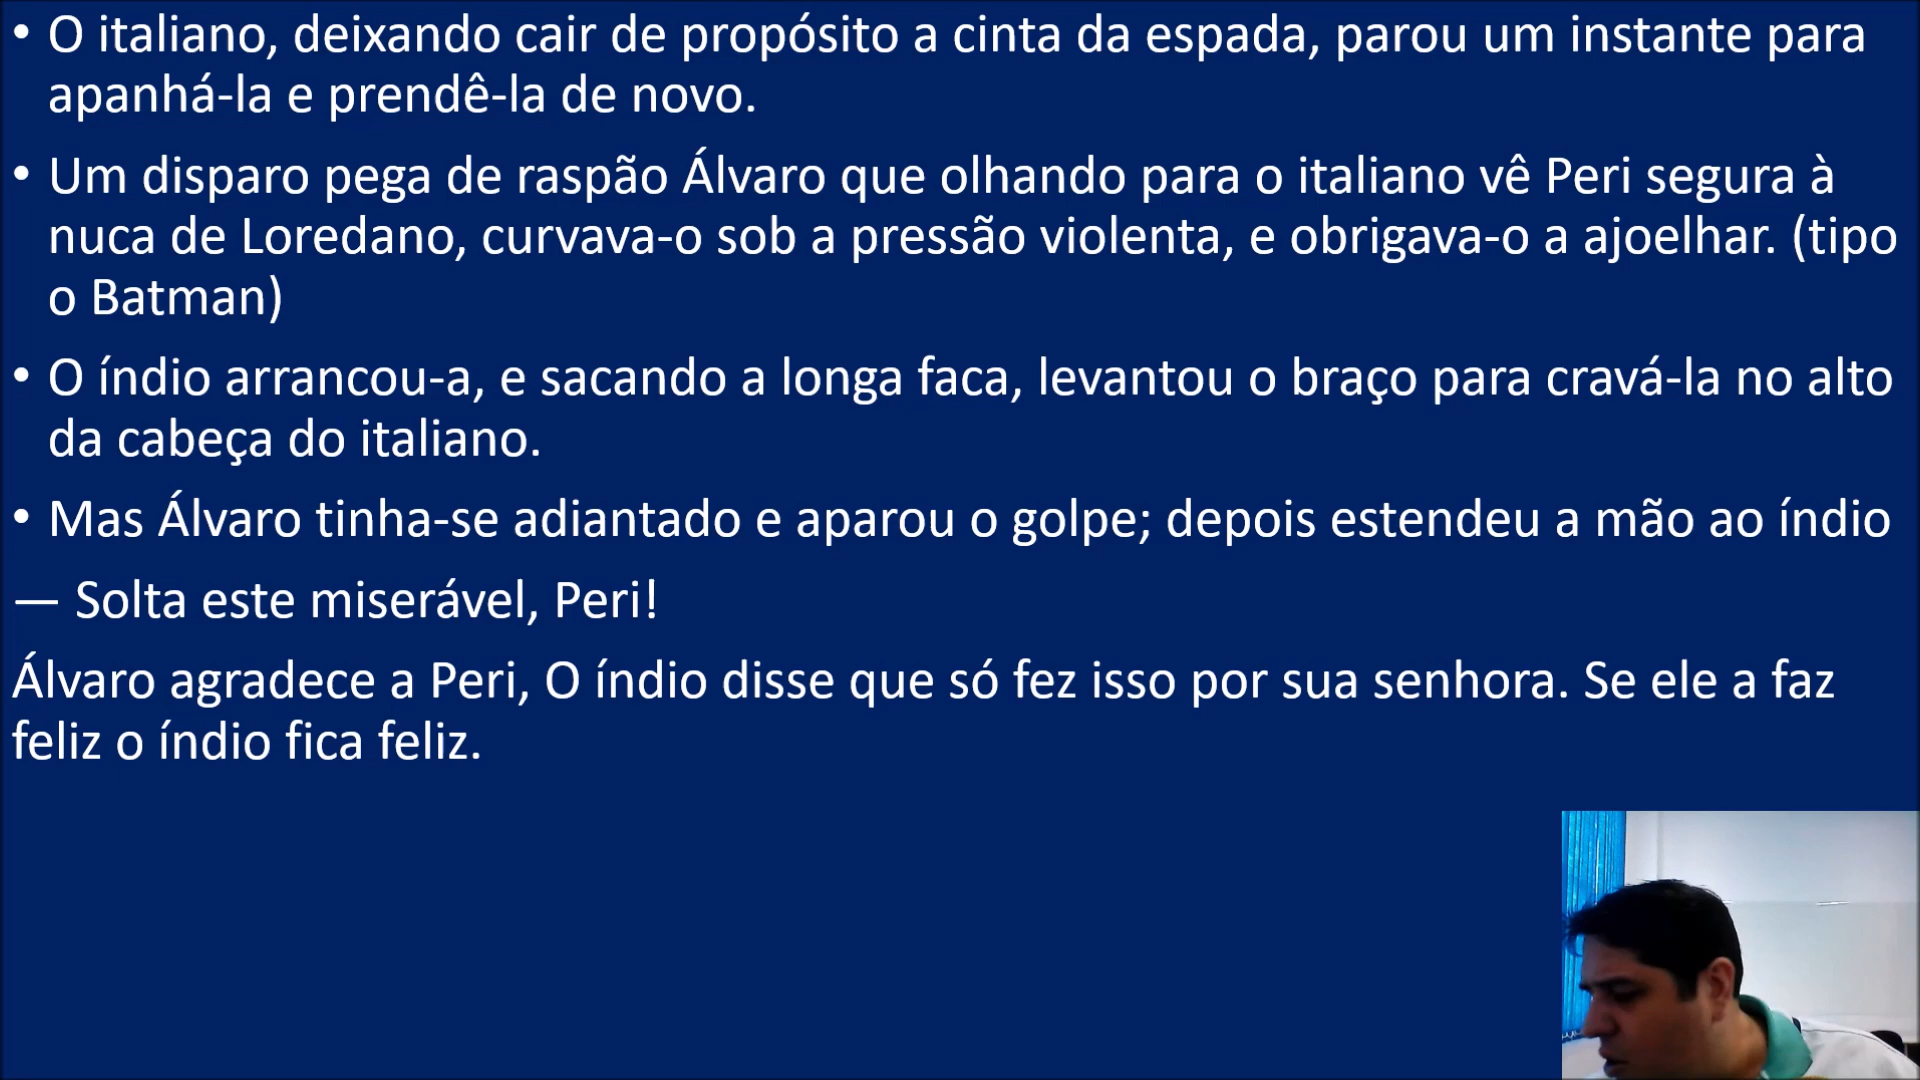 • O italiano, deixando cair de propósito a cinta da espada, parou um instante para
apanhá-la e prendê-la de novo.
• Um disparo pega de raspão Álvaro que olhando para o italiano vê Peri segura à
nuca de Loredano, curvava-o sob a pressão violenta, e obrigava-o a ajoelhar. (tipo
o Batman)
• O índio arrancou-a, e sacando a longa faca, levantou o braço para cravá-la no alto
da cabeça do italiano.
• Mas Álvaro tinha-se adiantado e aparou o golpe; depois estendeu a mão ao índio
— Solta este miserável, Peri!
Álvaro agradece a Peri, O índio disse que só fez isso por sua senhora. Se ele a faz
feliz o índio fica feliz.